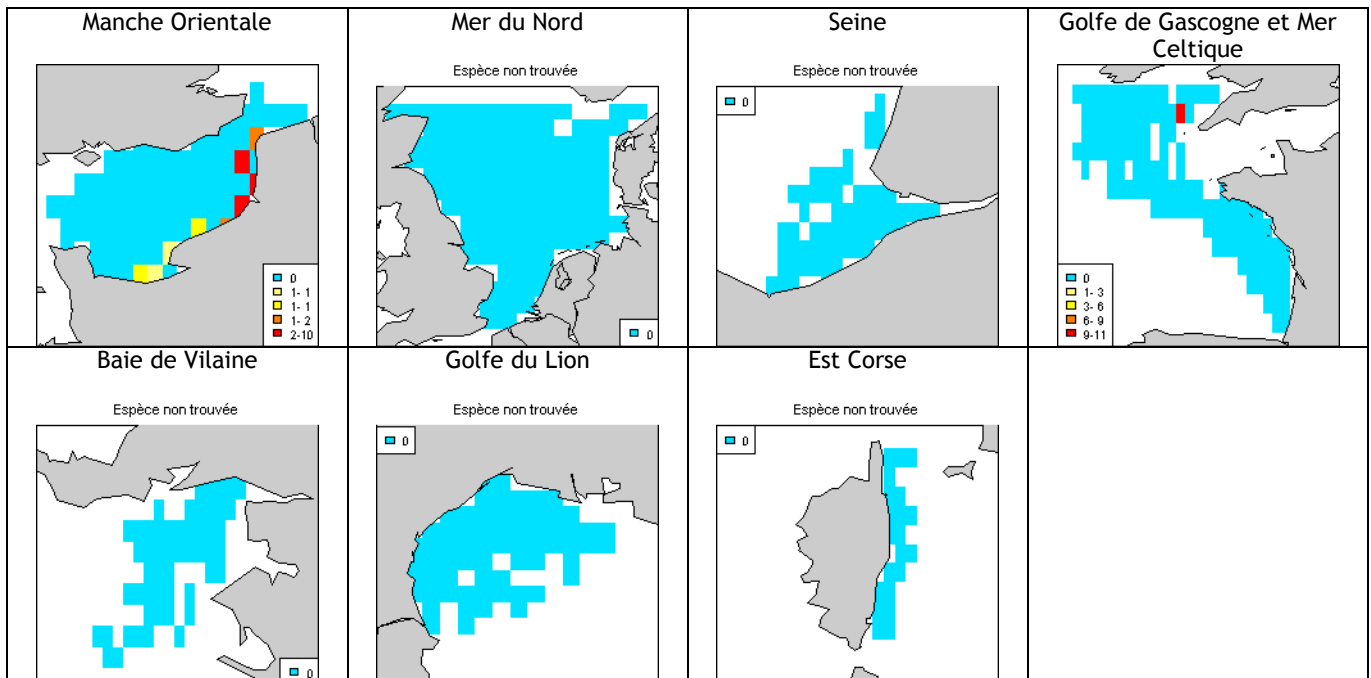 Manche Orientale
0
1- 1
1- 1
1- 2
2-10
Mer du Nord
Espèce non trouvée
0
Seine
Espèce non trouvée
0
Golfe de Gascogne et Mer
Celtique
0
1- 3
3- 6
6- 9
9-11
Baie de Vilaine
Espèce non trouvée
0
Golfe du Lion
Espèce non trouvée
0
Est Corse
Espèce non trouvée
0